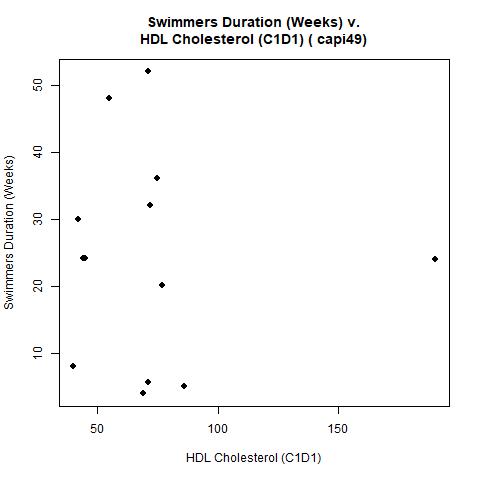 Swimmers Duration (Weeks) v.
HDL Cholesterol (C1D1) ( capi49)
Swimmers Duration (Weeks)
50
40
30
20
10
50
100
150
HDL Cholesterol (C1D1)